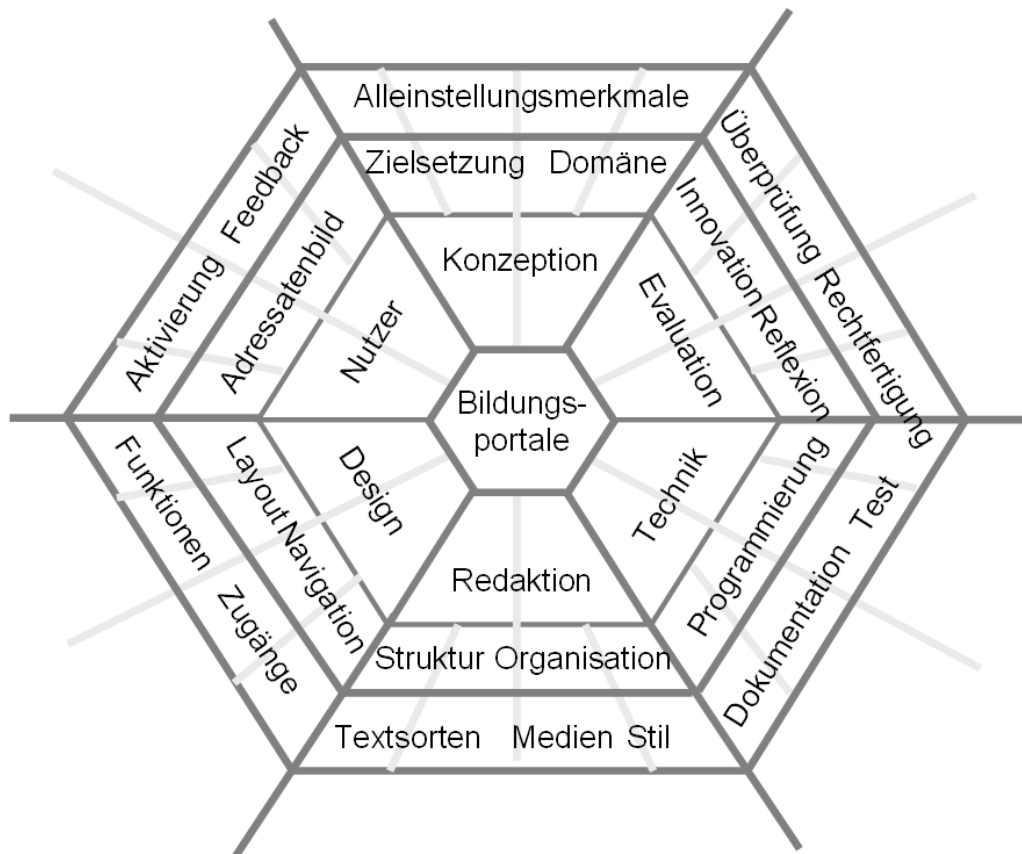 Alleinstellungsmerkmale
Zielsetzung Domäne
Konzeption
Überprüfung Rechtfertigung
Innovation Reflexion
Evaluation
Feedback
Aktivierung
Adressatenbild
Nutzer
Bildungs-
portale
Funktionen Zugänge
Layout Navigation
Design
Technik
Programmierung
Dokumentation Test
Redaktion
Struktur Organisation
Textsorten Medien Stil